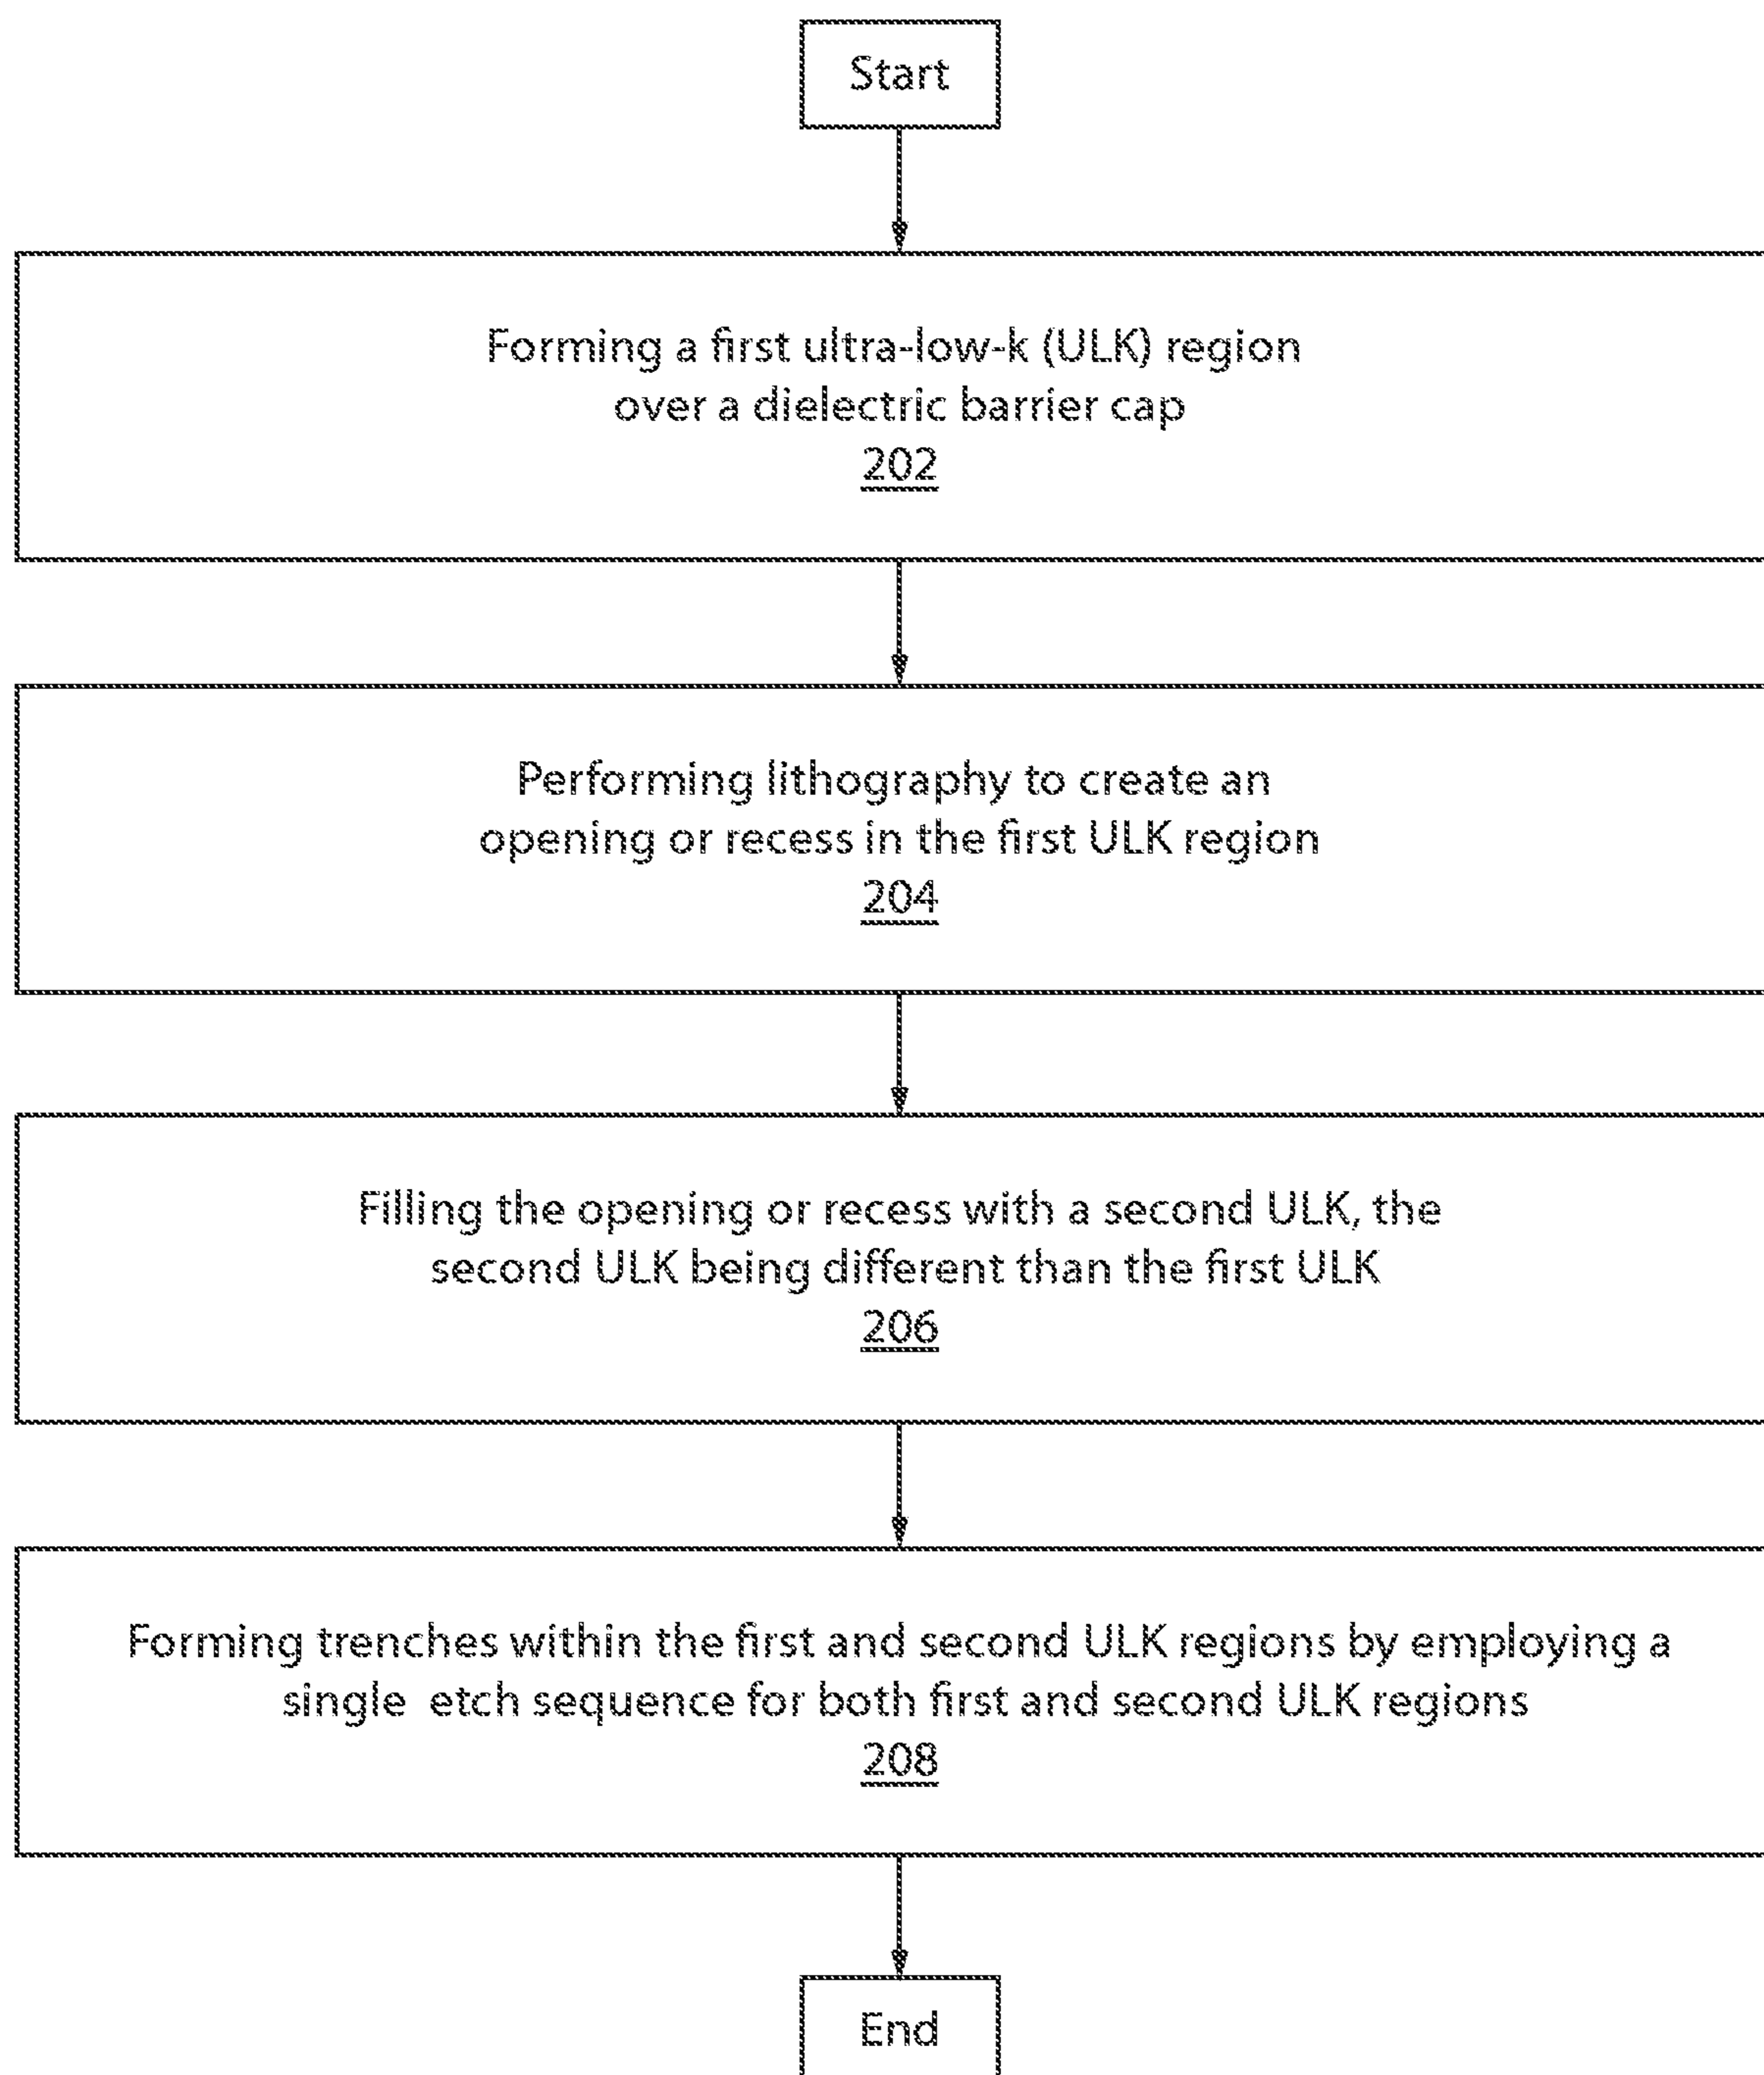 Start
Forming a first ultra-low-k (ULK) region
over a dielectric barrier cap
202
Performing lithography to create an
opening or recess in the first ULK region
204
Filling the opening or recess with a second ULK, the
second ULK being different than the first ULK
206
Forming trenches within the first and second ULK regions by employing a
single etch sequence for both first and second ULK regions
208
End